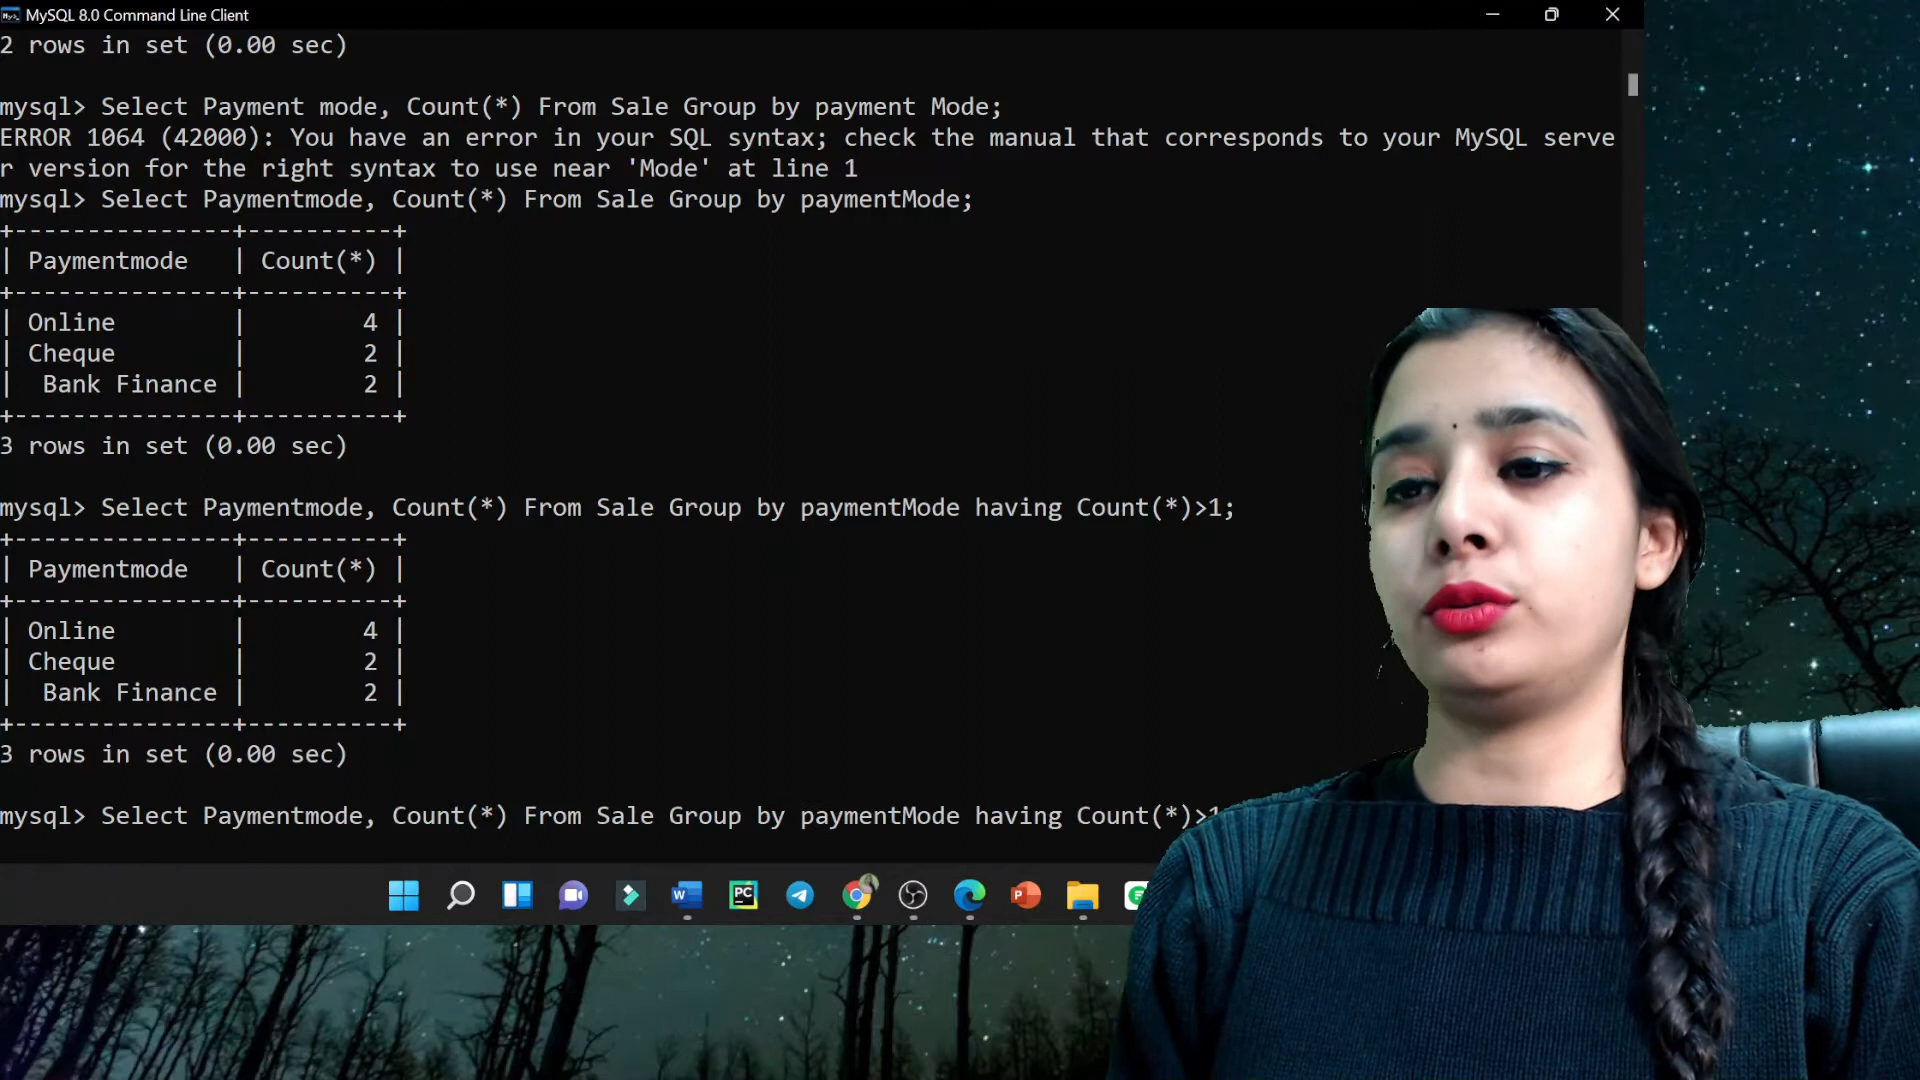 MySQL 8.0 Command Line Client
2 rows in set (0.00 sec)
mysql> Select Payment mode, Count(*) From Sale Group by payment Mode;
ERROR 1064 (42000): You have an error in your SQL syntax; check the manual that corresponds to your MySQL serve
r version for the right syntax to use near 'Mode' at line 1
mysql> Select Paymentmode, Count(*) From Sale Group by paymentMode;
+---------------+----------+
| Paymentmode   | Count(*) |
+---------------+----------+
| Online        |        4 |
| Cheque        |        2 |
|  Bank Finance |        2 |
+---------------+----------+
3 rows in set (0.00 sec)
mysql> Select Paymentmode, Count(*) From Sale Group by paymentMode having Count(*)>1;
+---------------+----------+
| Paymentmode   | Count(*) |
+---------------+----------+
| Online        |        4 |
| Cheque        |        2 |
|  Bank Finance |        2 |
+---------------+----------+
3 rows in set (0.00 sec)
mysql> Select Paymentmode, Count(*) From Sale Group by paymentMode having Count(*)>1
W
PC
P